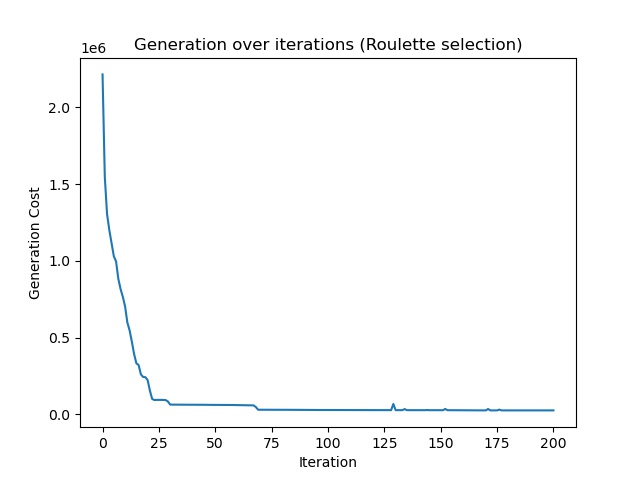 Generation over iterations (Roulette selection)
1e6
2.0
1.5
1.0
0.5
0.0
Generation Cost
0 25 50 75 100 125 150 175 200
Iteration